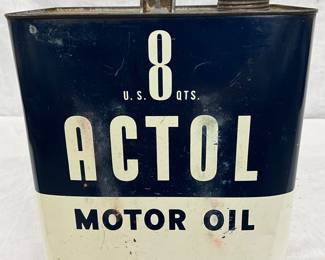 8
U.S. QTS.
ACTOL
MOTOR OIL